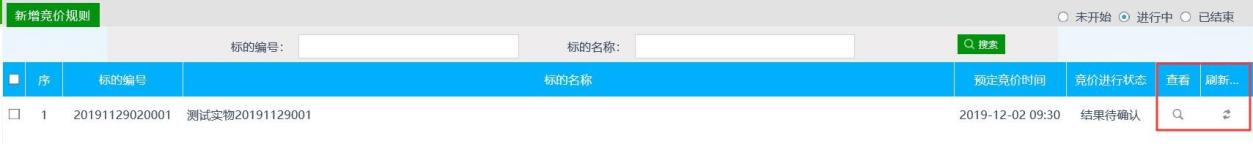 新增竞价规则
未开始 进行中 已结束
标的编号： 标的名称： 搜索
序 标的编号 标的名称 预定竞价时间 竞价进行状态 查看 刷新...
1 20191129020001 测试实物20191129001 2019-12-02 09:30 结果待确认